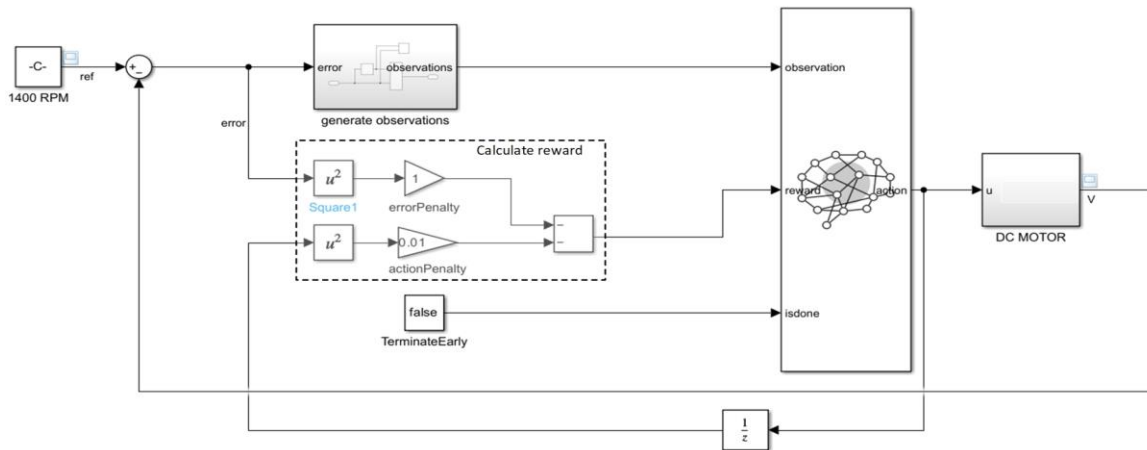 -C-
1400 RPM
ref
+
−
error
error
observations
generate observations
Calculate reward
u²
Square1
1
errorPenalty
u²
0.01
actionPenalty
−
−
false
TerminateEarly
observation
reward
action
isdone
u
DC MOTOR
V
1
z